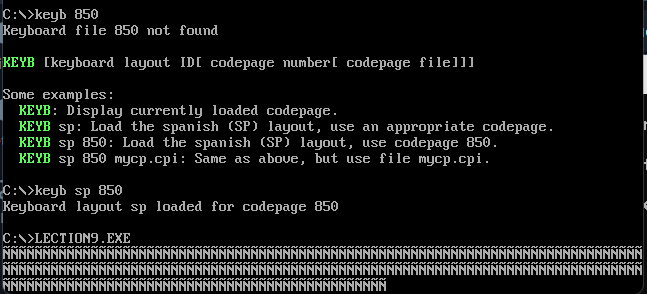 C:\>keyb 850
Keyboard file 850 not found
KEYB [keyboard layout ID[ codepage number[ codepage file]]]
Some examples:
KEYB: Display currently loaded codepage.
KEYB sp: Load the spanish (SP) layout, use an appropriate codepage.
KEYB sp 850: Load the spanish (SP) layout, use codepage 850.
KEYB sp 850 mycp.cpi: Same as above, but use file mycp.cpi.
C:\>keyb sp 850
Keyboard layout sp loaded for codepage 850
C:\>LECTION9.EXE
ÑÑÑÑÑÑÑÑÑÑÑÑÑÑÑÑÑÑÑÑÑÑÑÑÑÑÑÑÑÑÑÑÑÑÑÑÑÑÑÑÑÑÑÑÑÑÑÑÑÑÑÑÑÑÑÑÑÑÑÑÑÑÑÑÑÑÑÑÑÑÑÑÑÑÑÑÑÑÑÑ
ÑÑÑÑÑÑÑÑÑÑÑÑÑÑÑÑÑÑÑÑÑÑÑÑÑÑÑÑÑÑÑÑÑÑÑÑÑÑÑÑÑÑÑÑÑÑÑÑÑÑÑÑÑÑÑÑÑÑÑÑÑÑÑÑÑÑÑÑÑÑÑÑÑÑÑÑÑÑÑÑ
ÑÑÑÑÑÑÑÑÑÑÑÑÑÑÑÑÑÑÑÑÑÑÑÑÑÑÑÑÑÑÑÑÑÑÑÑÑÑÑÑÑÑÑÑÑÑÑÑ